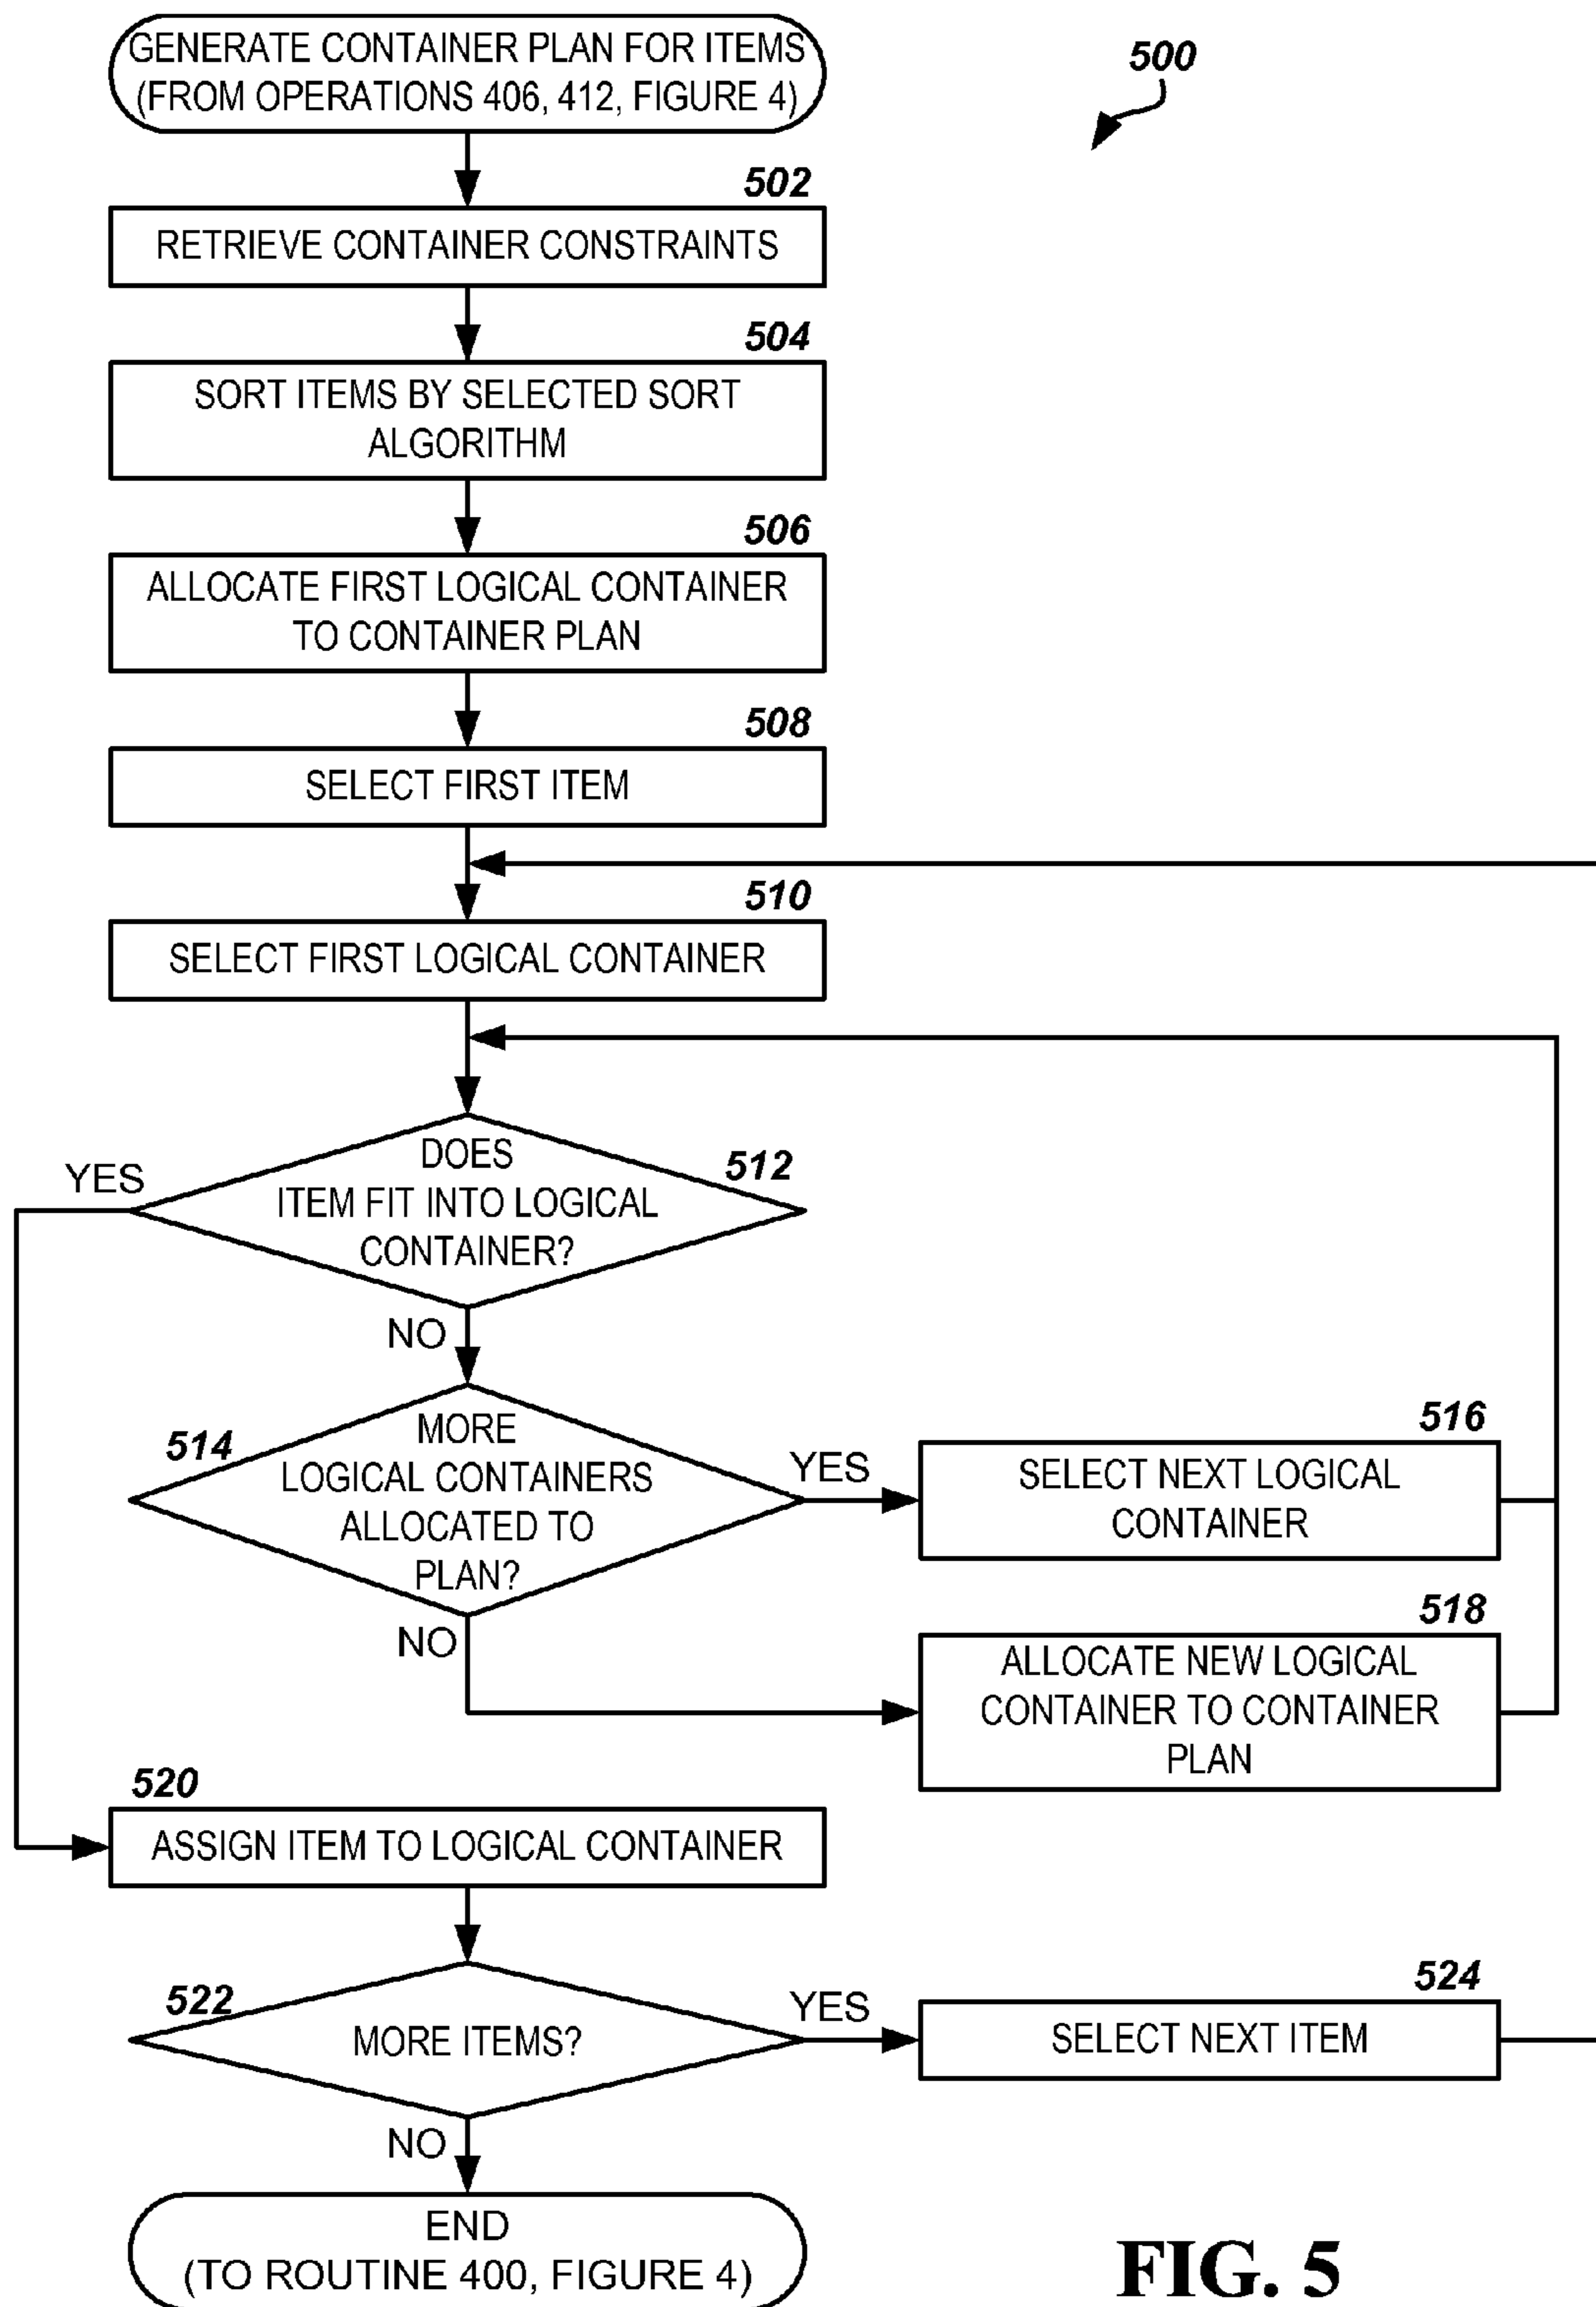 GENERATE CONTAINER PLAN FOR ITEMS
(FROM OPERATIONS 406, 412, FIGURE 4)
500
502
RETRIEVE CONTAINER CONSTRAINTS
504
SORT ITEMS BY SELECTED SORT
ALGORITHM
506
ALLOCATE FIRST LOGICAL CONTAINER
TO CONTAINER PLAN
508
SELECT FIRST ITEM
510
SELECT FIRST LOGICAL CONTAINER
YES
DOES
ITEM FIT INTO LOGICAL
CONTAINER?
512
NO
514
MORE
LOGICAL CONTAINERS
ALLOCATED TO
PLAN?
YES
516
SELECT NEXT LOGICAL
CONTAINER
NO
518
ALLOCATE NEW LOGICAL
CONTAINER TO CONTAINER
PLAN
520
ASSIGN ITEM TO LOGICAL CONTAINER
522
MORE ITEMS?
YES
524
SELECT NEXT ITEM
NO
END
(TO ROUTINE 400, FIGURE 4)
FIG. 5